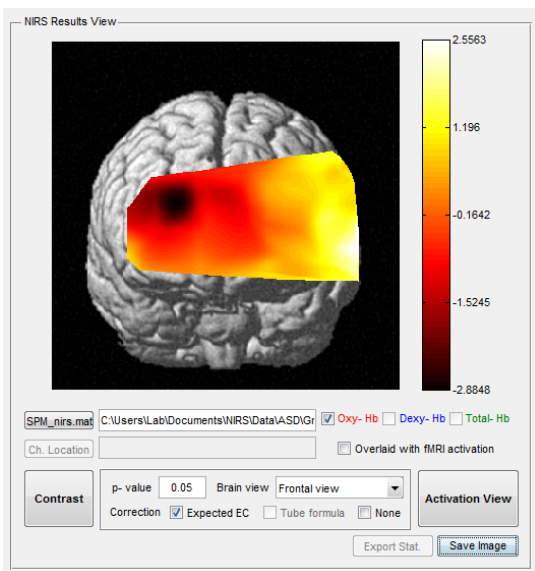 NIRS Results View
2.5563
1.196
-0.1642
-1.5245
-2.8848
SPM_nirs.mat C:\Users\Lab\Documents\NIRS\Data\ASD\Gr Oxy- Hb Dexy- Hb Total- Hb
Ch. Location Overlaid with fMRI activation
Contrast p- value 0.05 Brain view Frontal view Activation View
Correction Expected EC Tube formula None
Export Stat. Save Image